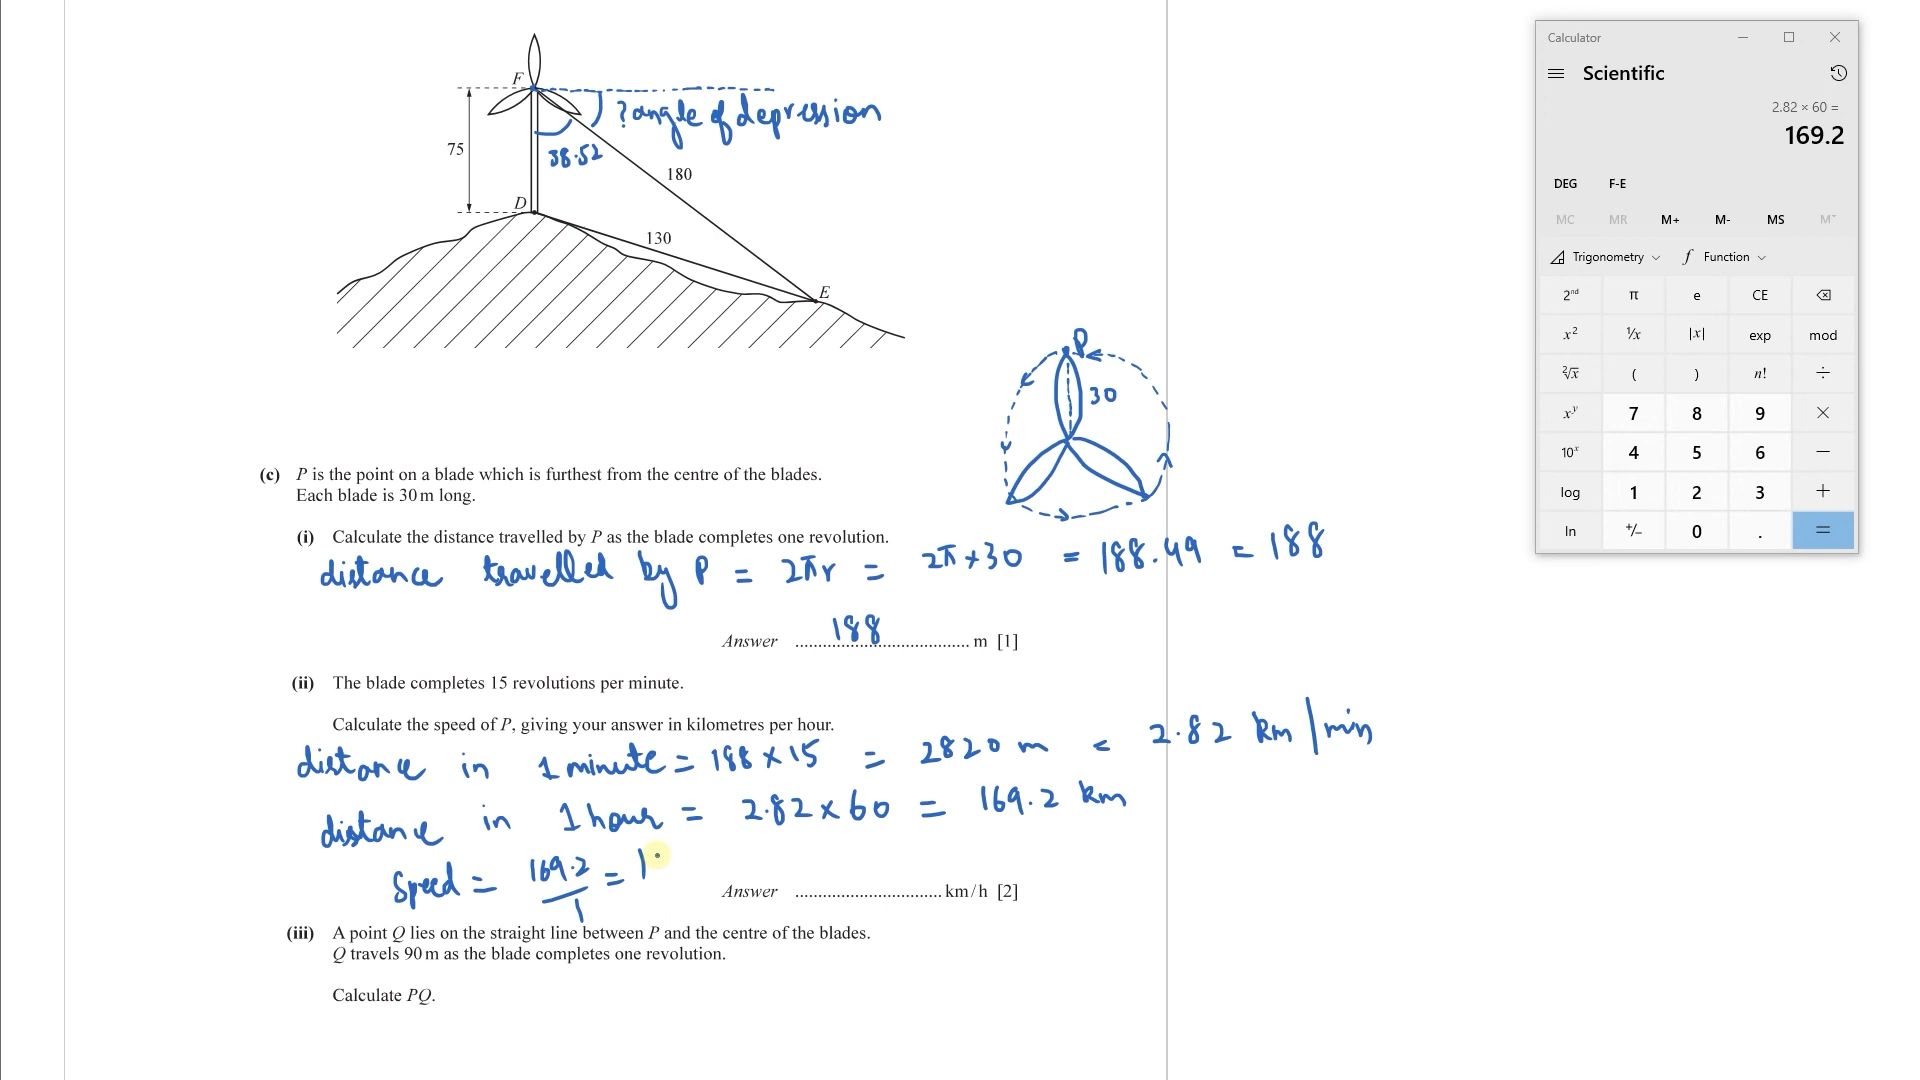 F
? angle of depression
75
38.52
180
D
130
E
P
30
(c) P is the point on a blade which is furthest from the centre of the blades.
Each blade is 30 m long.
(i) Calculate the distance travelled by P as the blade completes one revolution.
distance travelled by P = 2πr = 2π × 30 = 188.49 = 188
188
Answer ........................................ m [1]
(ii) The blade completes 15 revolutions per minute.
Calculate the speed of P, giving your answer in kilometres per hour.
distance in 1 minute = 188 × 15 = 2820 m = 2.82 km/min
distance in 1 hour = 2.82 × 60 = 169.2 km
Speed = 169.2/1 = 1
Answer .................................. km/h [2]
(iii) A point Q lies on the straight line between P and the centre of the blades.
Q travels 90 m as the blade completes one revolution.
Calculate PQ.
Calculator
Scientific
2.82 × 60 =
169.2
DEG F-E
MC MR M+ M- MS M˅
Trigonometry f Function
2nd π e CE
x² ¹/x |x| exp mod
²√x ( ) n! ÷
xʸ 7 8 9 ×
10ˣ 4 5 6 −
log 1 2 3 +
ln +/− 0 . =